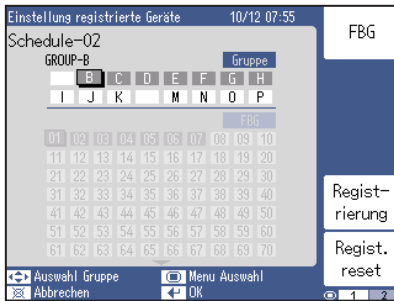 Einstellung registrierte Geräte 10/12 07:55
Schedule-02
GROUP-B
Gruppe
B C D E F G H
I J K M N O P
FBG
01 02 03 04 05 06 07 08 09 10
11 12 13 14 15 16 17 18 19 20
21 22 23 24 25 26 27 28 29 30
31 32 33 34 35 36 37 38 39 40
41 42 43 44 45 46 47 48 49 50
51 52 53 54 55 56 57 58 59 60
61 62 63 64 65 66 67 68 69 70
Auswahl Gruppe Menu Auswahl
Abbrechen OK
FBG
Regist-
rierung
Regist.
reset
1 2